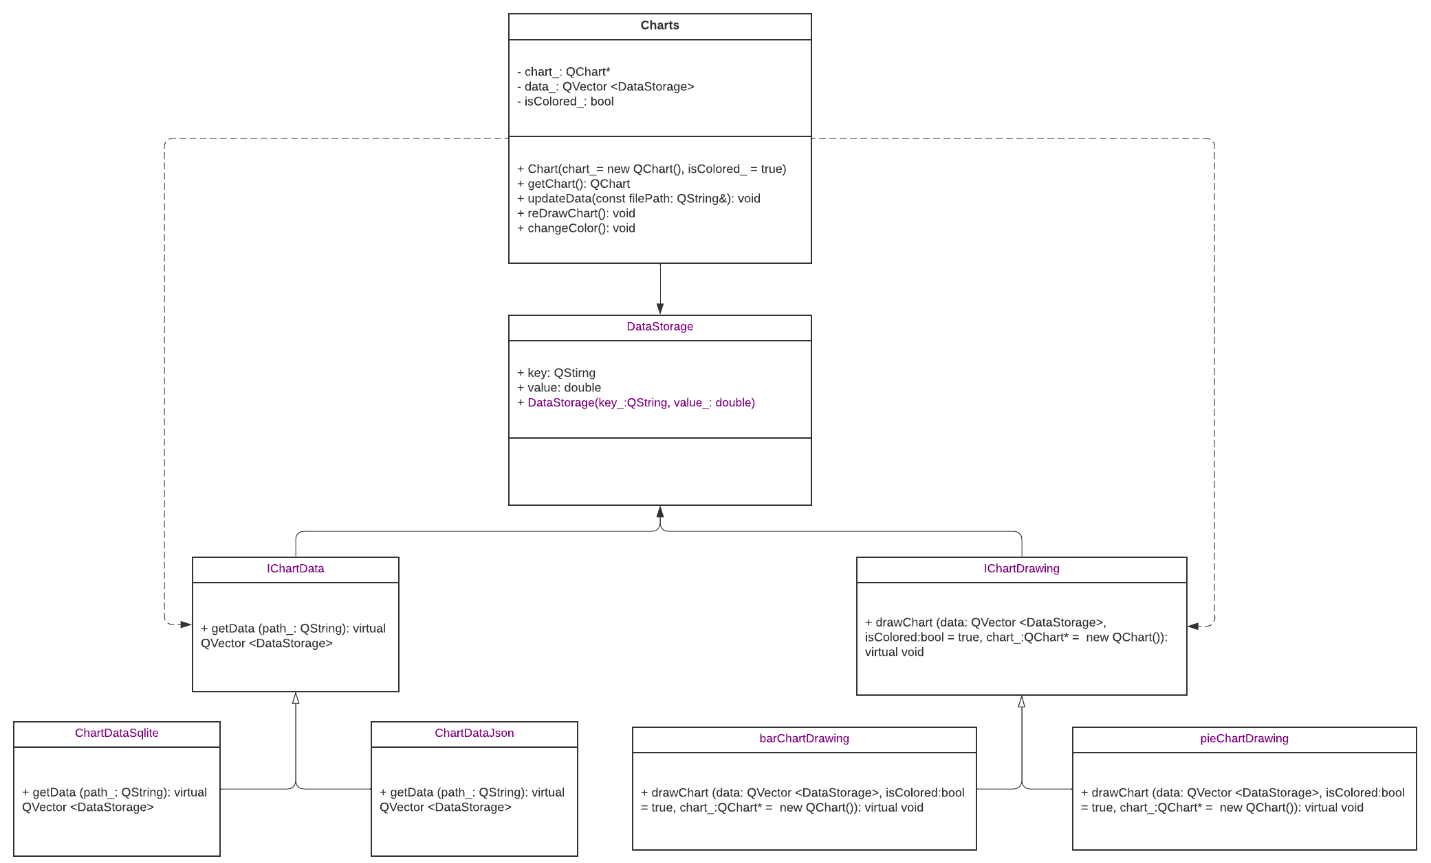 Charts
- chart_: QChart*
- data_: QVector <DataStorage>
- isColored_: bool
+ Chart(chart_= new QChart(), isColored_ = true)
+ getChart(): QChart
+ updateData(const filePath: QString&): void
+ reDrawChart(): void
+ changeColor(): void
DataStorage
+ key: QStirng
+ value: double
+ DataStorage(key_:QString, value_: double)
IChartData
+ getData (path_: QString): virtual
QVector <DataStorage>
IChartDrawing
+ drawChart (data: QVector <DataStorage>,
isColored:bool = true, chart_:QChart* =  new QChart()):
virtual void
ChartDataSqlite
+ getData (path_: QString): virtual
QVector <DataStorage>
ChartDataJson
+ getData (path_: QString): virtual
QVector <DataStorage>
barChartDrawing
+ drawChart (data: QVector <DataStorage>, isColored:bool
= true, chart_:QChart* =  new QChart()): virtual void
pieChartDrawing
+ drawChart (data: QVector <DataStorage>, isColored:bool
= true, chart_:QChart* =  new QChart()): virtual void